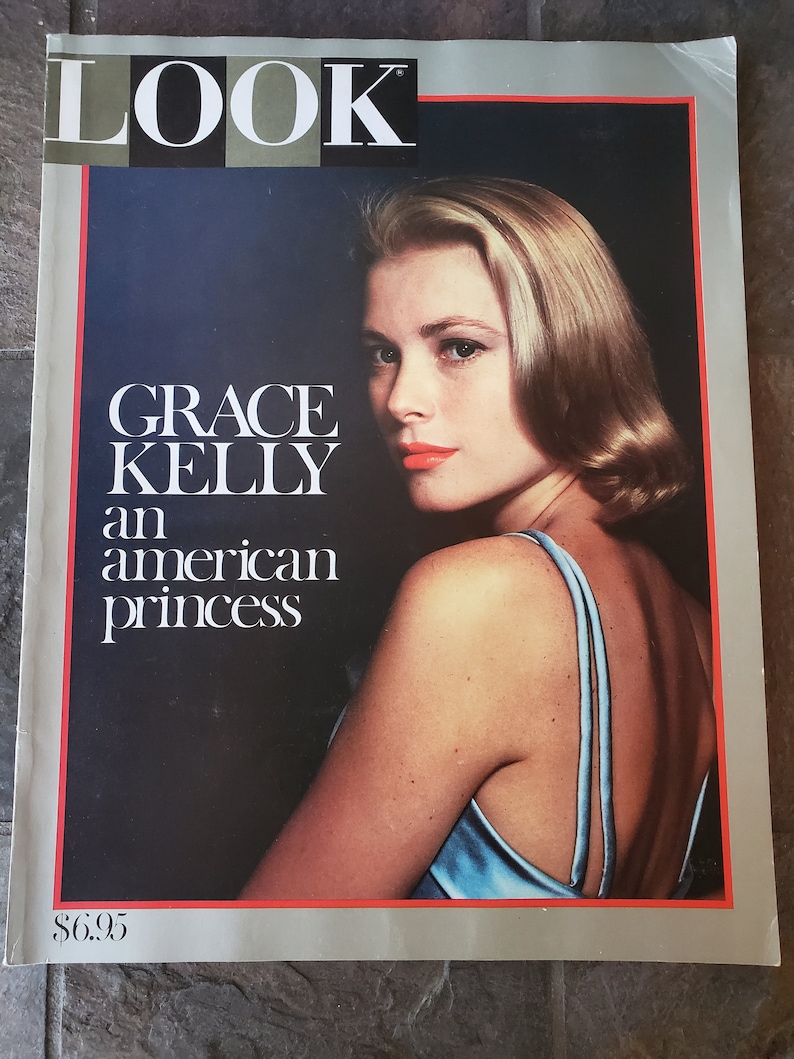 LOOK®
GRACE
KELLY
an
american
princess
$6.95